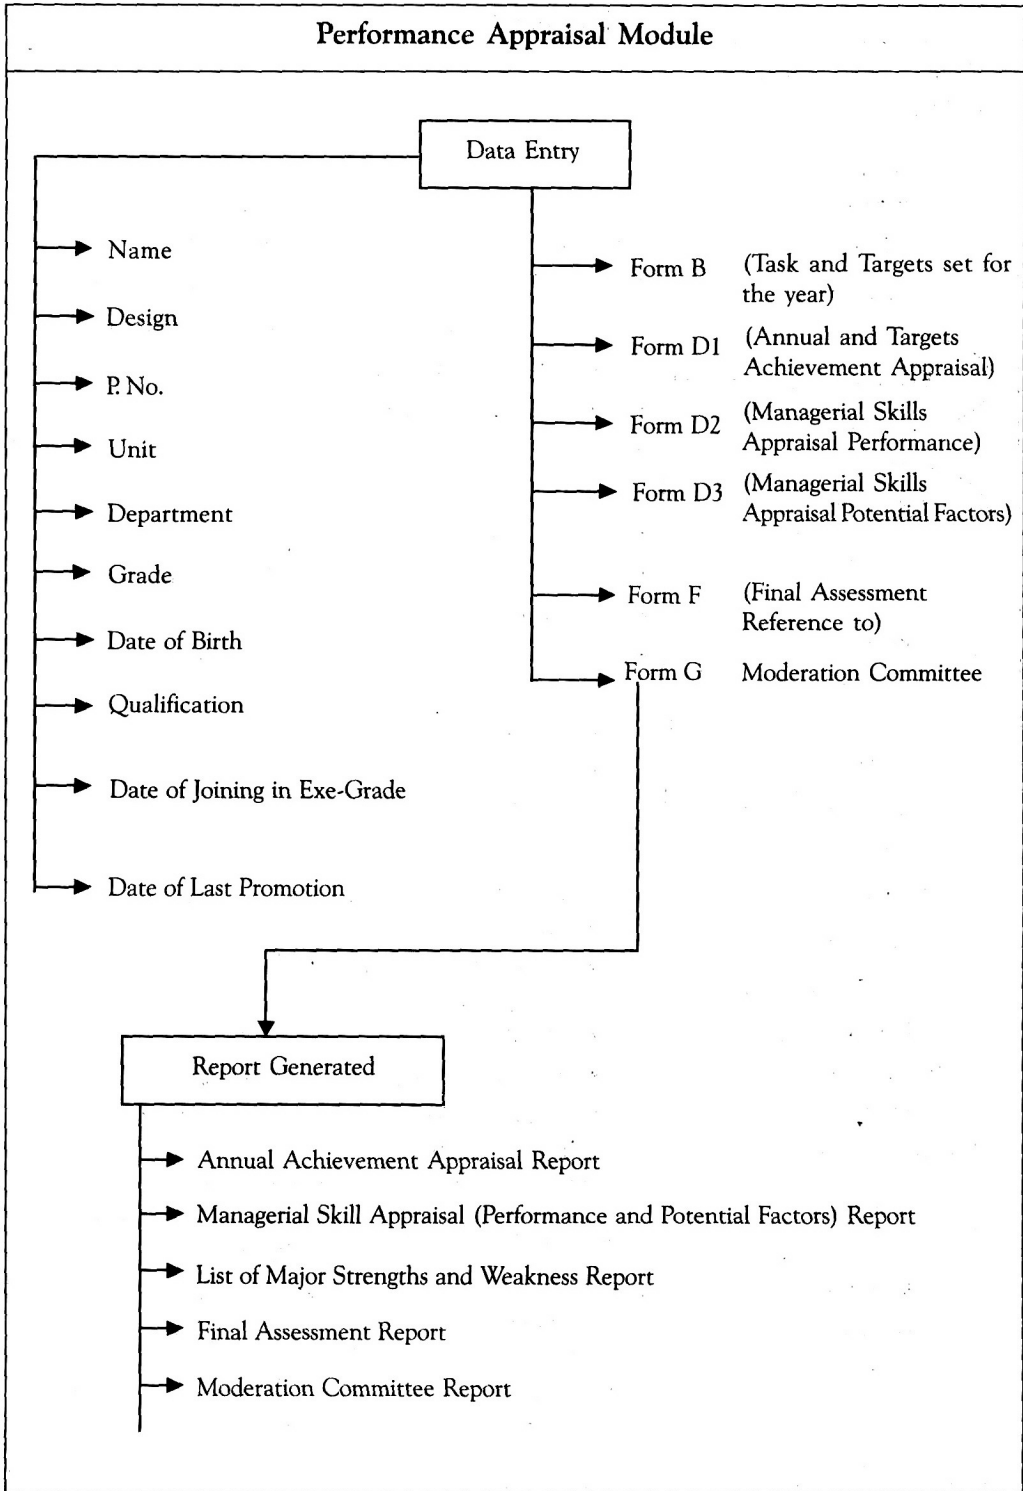 Performance Appraisal Module
Data Entry
Name
Design
P. No.
Unit
Department
Grade
Date of Birth
Qualification
Date of Joining in Exe-Grade
Date of Last Promotion
Form B (Task and Targets set for
the year)
Form D1 (Annual and Targets
Achievement Appraisal)
Form D2 (Managerial Skills
Appraisal Performance)
Form D3 (Managerial Skills
Appraisal Potential Factors)
Form F (Final Assessment
Reference to)
Form G Moderation Committee
Report Generated
Annual Achievement Appraisal Report
Managerial Skill Appraisal (Performance and Potential Factors) Report
List of Major Strengths and Weakness Report
Final Assessment Report
Moderation Committee Report